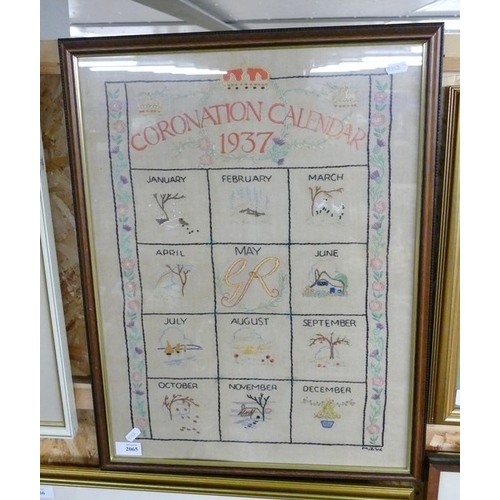 CORONATION CALENDAR
1937
JANUARY
FEBRUARY
MARCH
APRIL
MAY
JUNE
GR
JULY
AUGUST
SEPTEMBER
OCTOBER
NOVEMBER
DECEMBER
2065